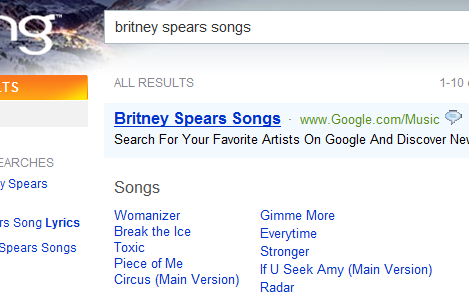 ng™
britney spears songs
LTS
ALL RESULTS
1-10
Britney Spears Songs · www.Google.com/Music
Search For Your Favorite Artists On Google And Discover New
EARCHES
y Spears
rs Song Lyrics
Spears Songs
Songs
Womanizer
Break the Ice
Toxic
Piece of Me
Circus (Main Version)
Gimme More
Everytime
Stronger
If U Seek Amy (Main Version)
Radar